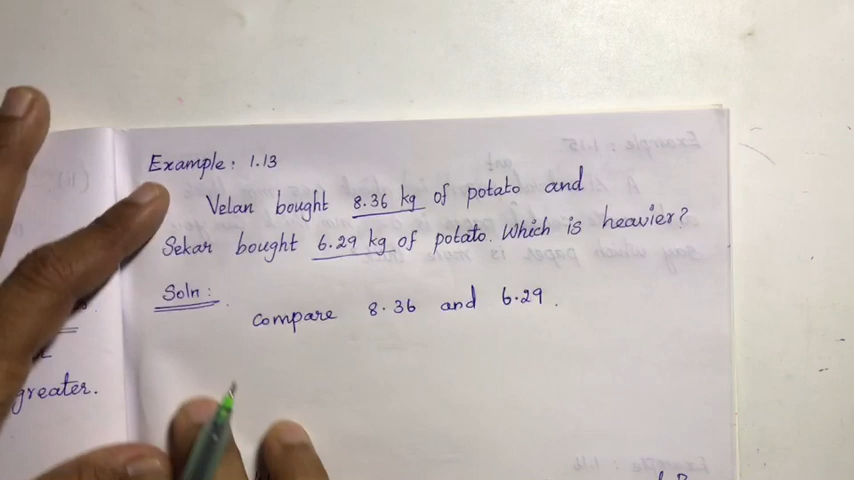 Example: 1.13
Velan bought 8.36 kg of potato and
Sekar bought 6.29 kg of potato. Which is heavier?
Soln:
compare 8.36 and 6.29.
greater.